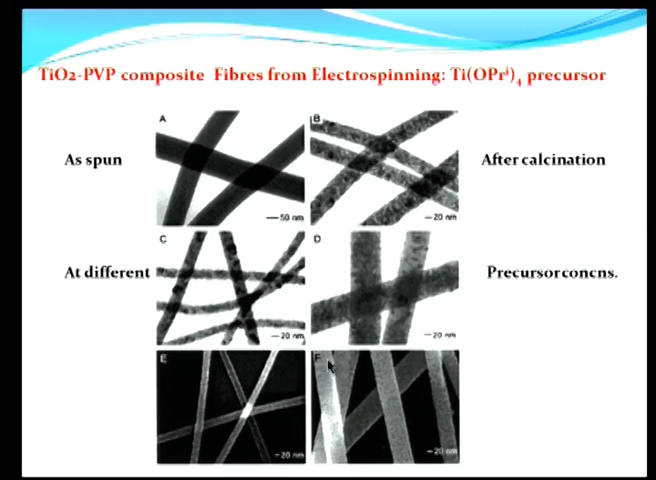 TiO2-PVP composite Fibres from Electrospinning: Ti(OPrⁱ)₄ precursor
A
B
As spun
After calcination
50 nm
20 nm
C
D
At different
Precursor concns.
20 nm
20 nm
E
F
20 nm
20 nm